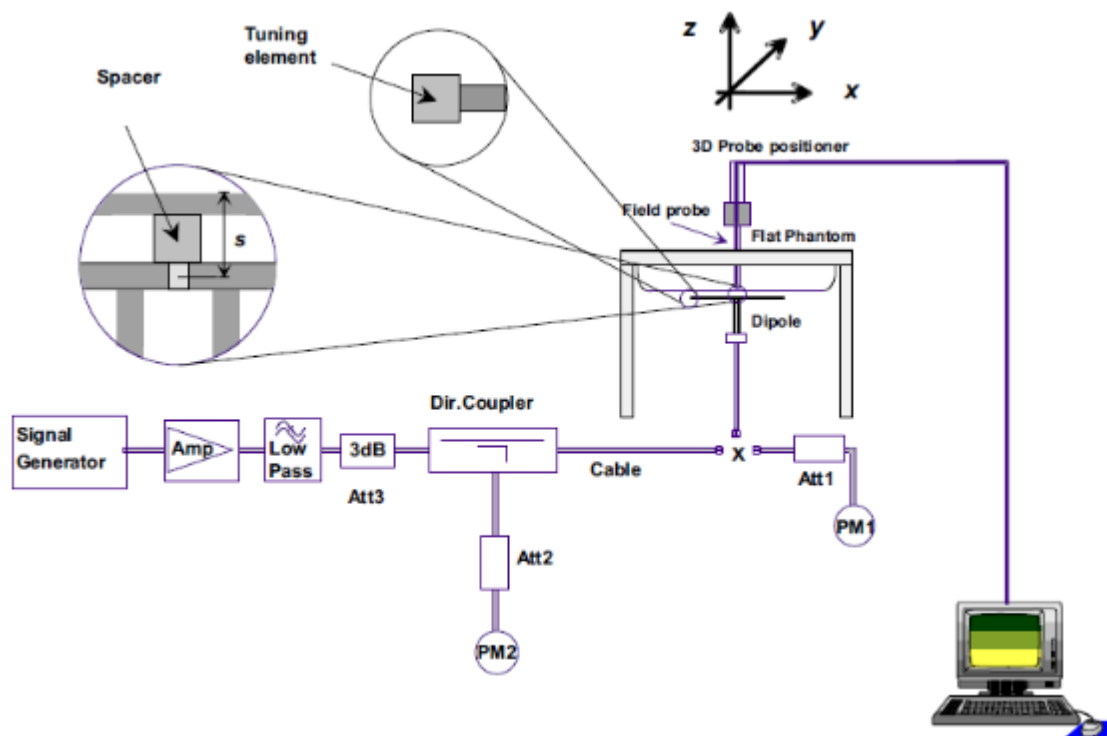 Tuning
element
Spacer
z
y
x
3D Probe positioner
Field probe
Flat Phantom
s
Dipole
Dir.Coupler
Signal
Generator
Amp
Low
Pass
3dB
Att3
Cable
X
Att1
PM1
Att2
PM2